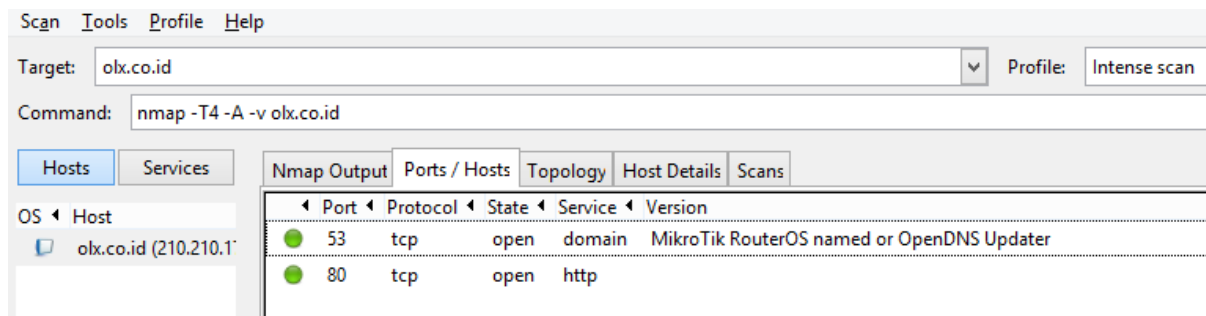 Scan Tools Profile Help
Target: olx.co.id Profile: Intense scan
Command: nmap -T4 -A -v olx.co.id
Hosts Services Nmap Output Ports / Hosts Topology Host Details Scans
OS Host Port Protocol State Service Version
olx.co.id (210.210.1 53 tcp open domain MikroTik RouterOS named or OpenDNS Updater
80 tcp open http